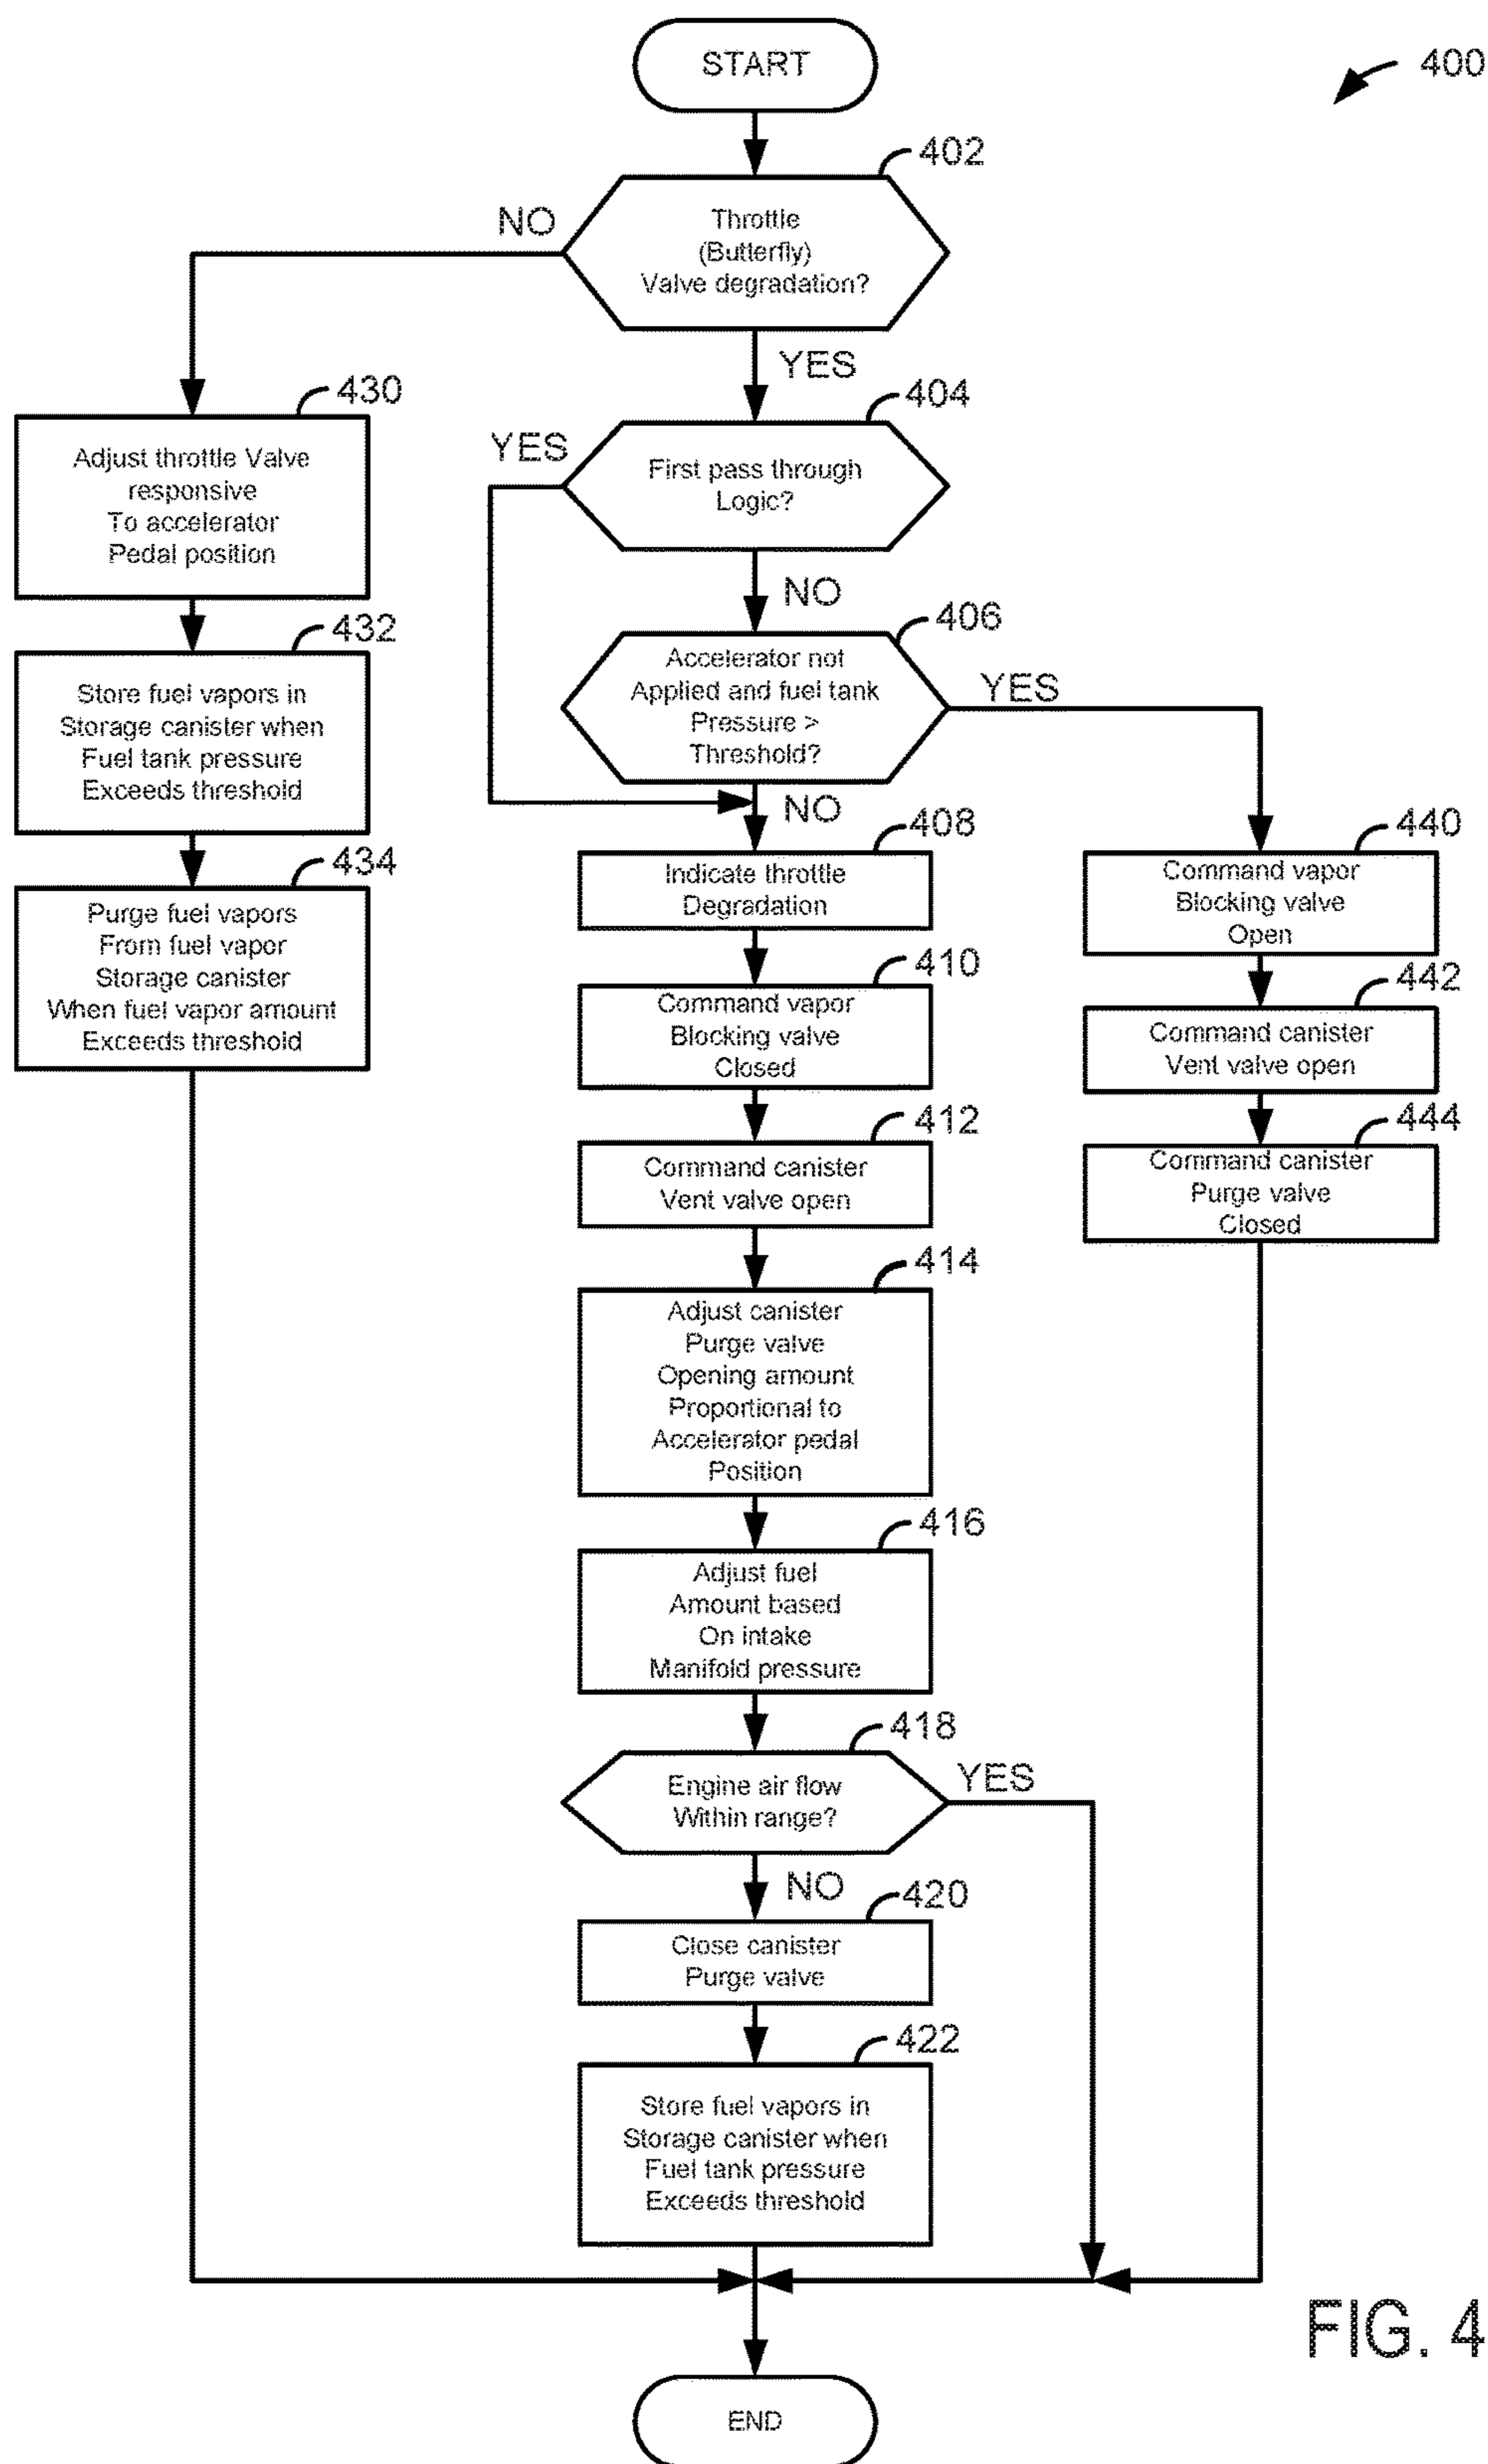 START
400
402
Throttle
(Butterfly)
Valve degradation?
NO
YES
404
First pass through
Logic?
YES
NO
406
Accelerator not
Applied and fuel tank
Pressure >
Threshold?
YES
NO
430
Adjust throttle Valve
responsive
To accelerator
Pedal position
432
Store fuel vapors in
Storage canister when
Fuel tank pressure
Exceeds threshold
434
Purge fuel vapors
From fuel vapor
Storage canister
When fuel vapor amount
Exceeds threshold
408
Indicate throttle
Degradation
410
Command vapor
Blocking valve
Closed
412
Command canister
Vent valve open
414
Adjust canister
Purge valve
Opening amount
Proportional to
Accelerator pedal
Position
416
Adjust fuel
Amount based
On intake
Manifold pressure
418
Engine air flow
Within range?
YES
NO
420
Close canister
Purge valve
422
Store fuel vapors in
Storage canister when
Fuel tank pressure
Exceeds threshold
440
Command vapor
Blocking valve
Open
442
Command canister
Vent valve open
444
Command canister
Purge valve
Closed
END
FIG. 4